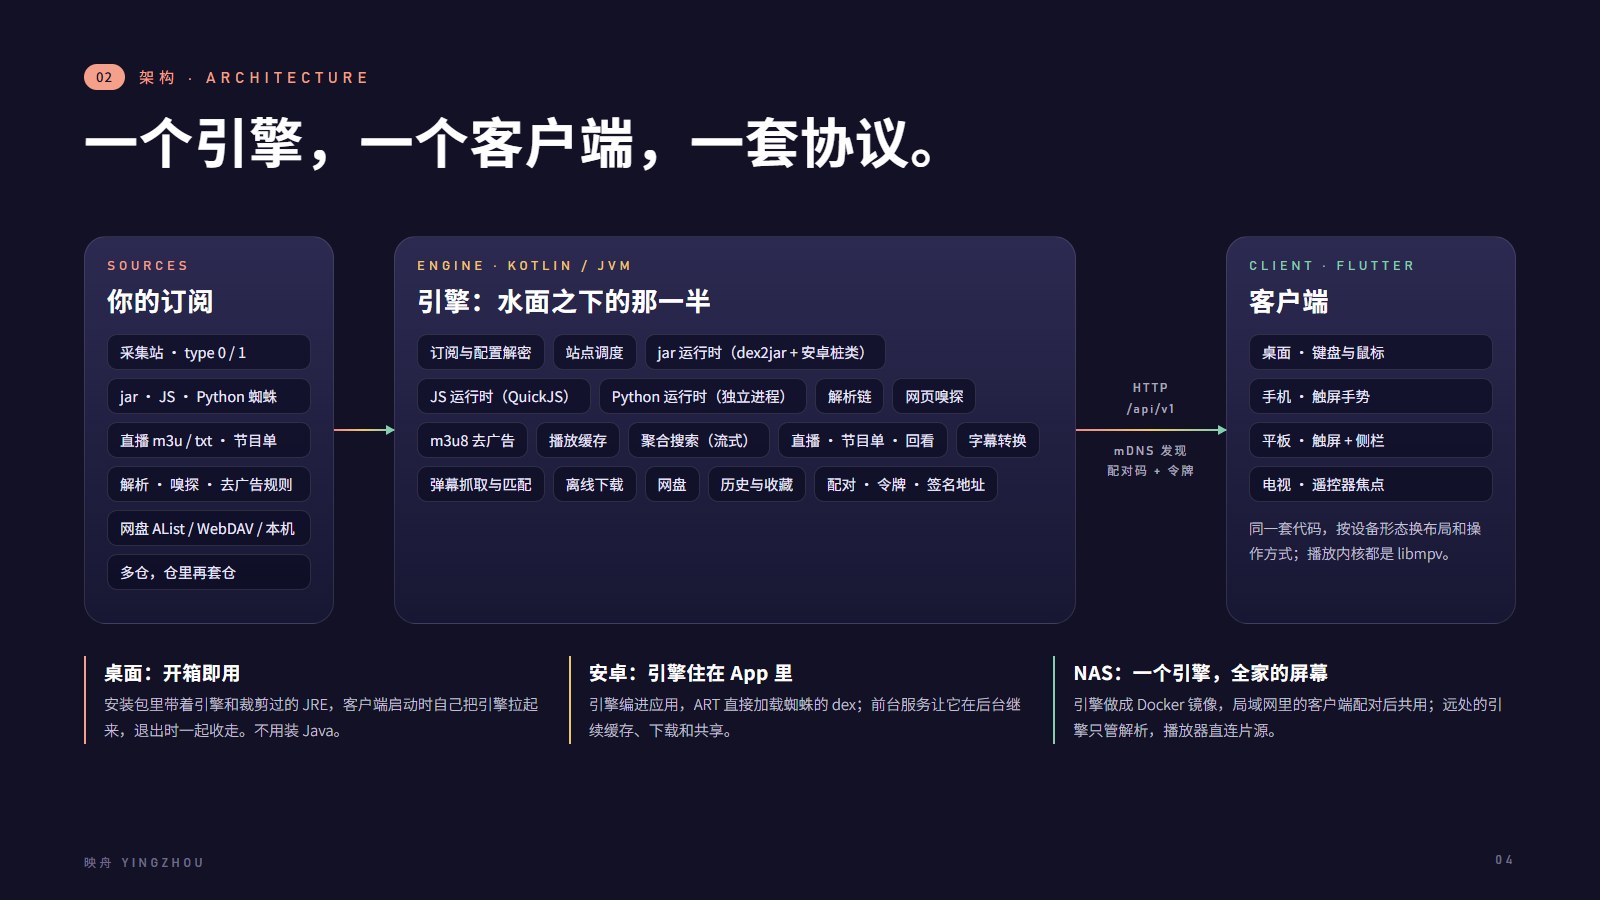 02 架构 · ARCHITECTURE
一个引擎，一个客户端，一套协议。
SOURCES
你的订阅
采集站 · type 0 / 1
jar · JS · Python 蜘蛛
直播 m3u / txt · 节目单
解析 · 嗅探 · 去广告规则
网盘 AList / WebDAV / 本机
多仓，仓里再套仓
ENGINE · KOTLIN / JVM
引擎：水面之下的那一半
订阅与配置解密 站点调度 jar 运行时（dex2jar + 安卓桩类）
JS 运行时（QuickJS） Python 运行时（独立进程） 解析链 网页嗅探
m3u8 去广告 播放缓存 聚合搜索（流式） 直播 · 节目单 · 回看 字幕转换
弹幕抓取与匹配 离线下载 网盘 历史与收藏 配对 · 令牌 · 签名地址
HTTP
/api/v1
mDNS 发现
配对码 + 令牌
CLIENT · FLUTTER
客户端
桌面 · 键盘与鼠标
手机 · 触屏手势
平板 · 触屏 + 侧栏
电视 · 遥控器焦点
同一套代码，按设备形态换布局和操
作方式；播放内核都是 libmpv。
桌面：开箱即用
安装包里带着引擎和裁剪过的 JRE，客户端启动时自己把引擎拉起
来，退出时一起收走。不用装 Java。
安卓：引擎住在 App 里
引擎编进应用，ART 直接加载蜘蛛的 dex；前台服务让它在后台继
续缓存、下载和共享。
NAS：一个引擎，全家的屏幕
引擎做成 Docker 镜像，局域网里的客户端配对后共用；远处的引
擎只管解析，播放器直连片源。
映舟 YINGZHOU
04